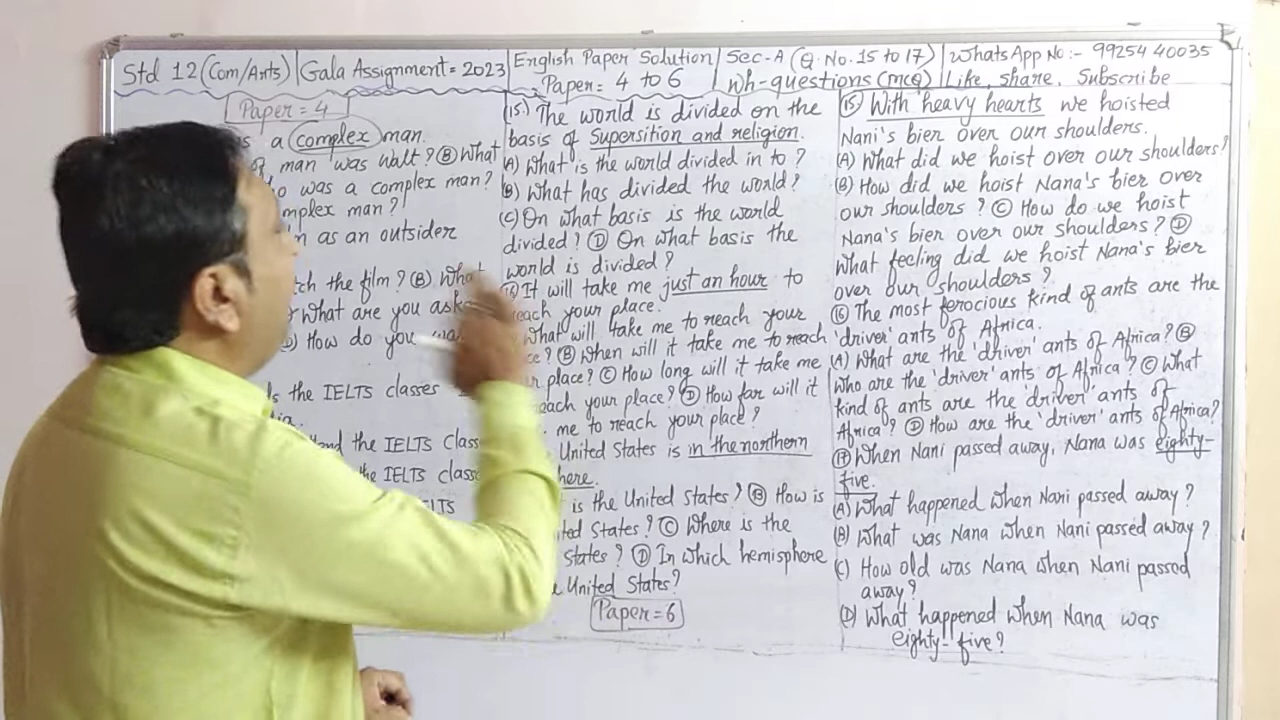 Std 12 (Com/Arts) | Gala Assignment = 2023 | English Paper Solution Paper = 4 to 6 | Sec-A (Q. No. 15 to 17) Wh-questions (MCQ) | WhatsApp No :- 99254 40035 Like, share, Subscribe
Paper = 4
s a complex man.
of man was Walt? (B) What
o was a complex man?
mplex man?
n as an outsider
tch the film? (B) What
What are you
(D) How do you
s the IELTS classes
the IELTS
the IELTS
IELTS
(15.) The world is divided on the
basis of Supersition and religion.
(A) What is the world divided in to ?
(B) What has divided the world?
(C) On what basis is the world
divided ? (D) On what basis the
world is divided?
It will take me just an hour to
reach your place.
What will take me to reach your
ce? (B) When will it take me to reach
place? (C) How long will it take me
each your place? (D) How far will it
me to reach your place ?
United States is in the northern
here.
is the United States? (B) How is
ted States? (C) Where is the
States ? (D) In which hemisphere
United States?
Paper = 6
(15) With heavy hearts we hoisted
Nani's bier over our shoulders.
(A) What did we hoist over our shoulders?
(B) How did we hoist Nana's bier over
our shoulders ? (C) How do we hoist
Nana's bier over our shoulders? (D)
What feeling did we hoist Nana's bier
over our shoulders ?
(16) The most ferocious kind of ants are the
'driver' ants of Africa.
(A) What are the 'driver' ants of Africa? (B)
Who are the 'driver' ants of Africa ? (C) What
kind of ants are the 'driver' ants of
Africa ? (D) How are the 'driver' ants of Africa?
(17) When Nani passed away, Nana was eighty-
five.
(A) What happened when Nani passed away ?
(B) What was Nana when Nani passed away ?
(C) How old was Nana when Nani passed
away?
(D) What happened when Nana was
eighty-five?